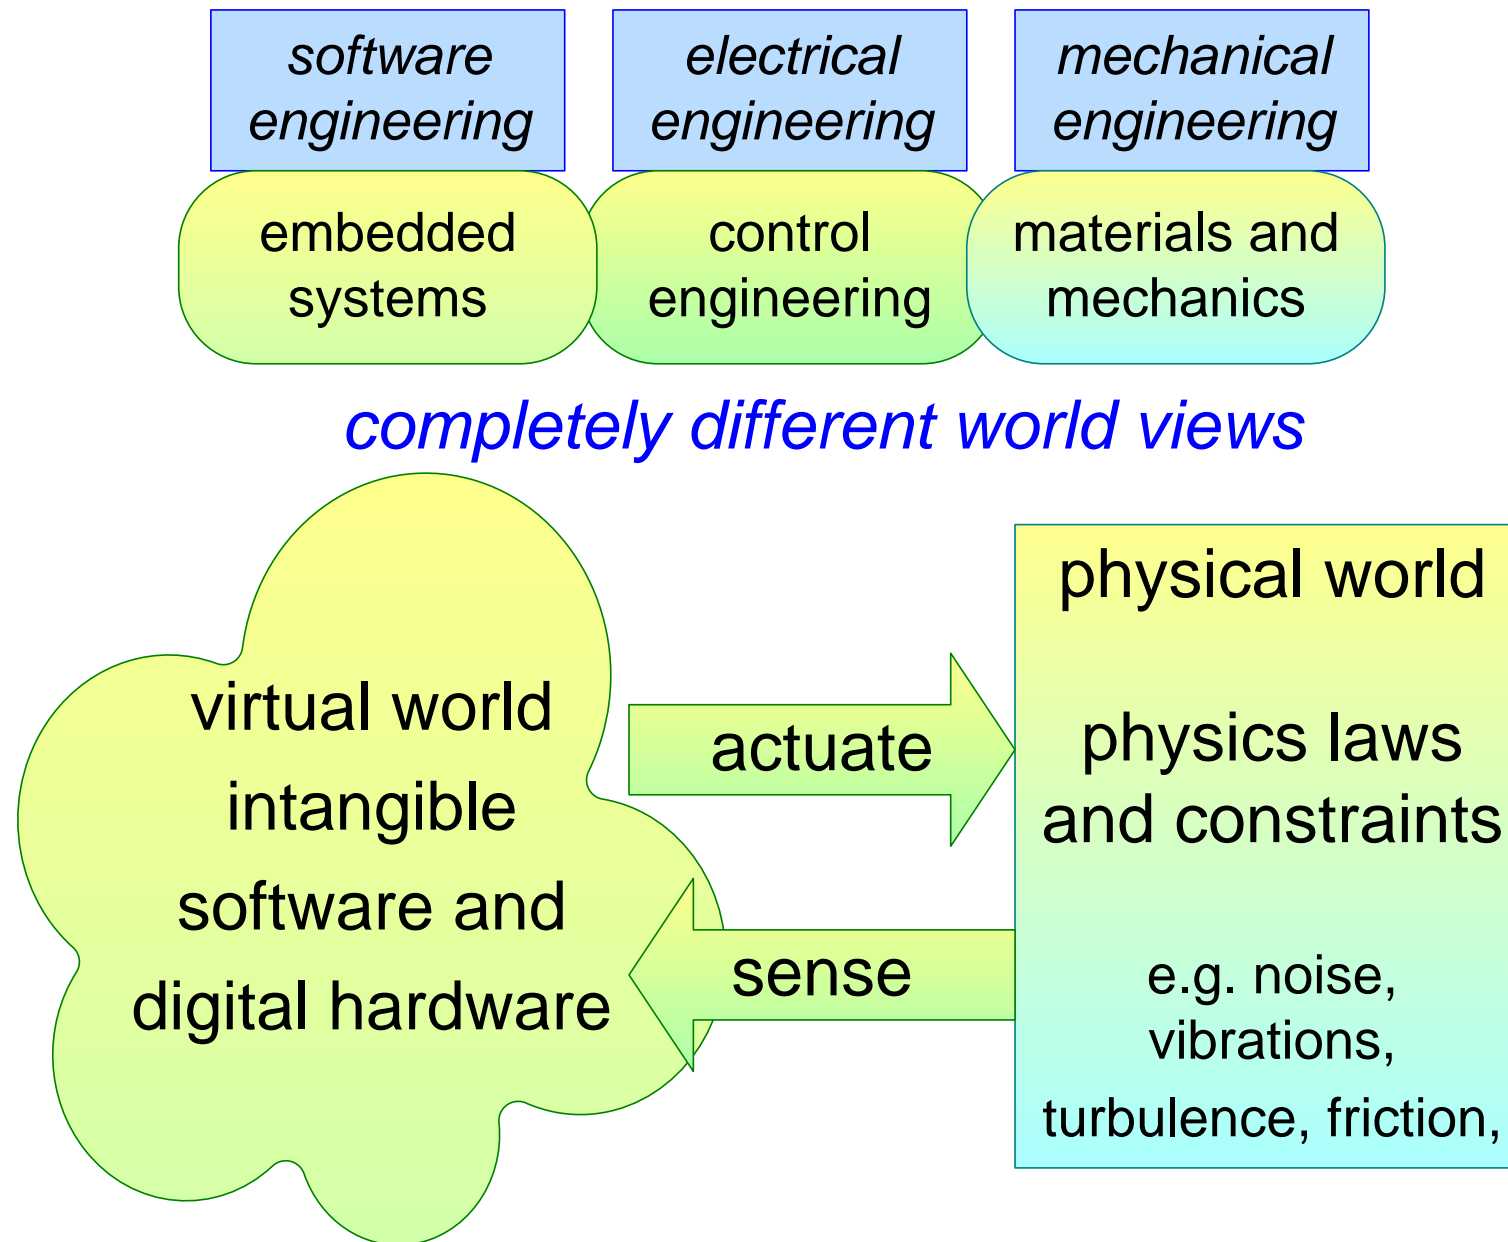 software
engineering
electrical
engineering
mechanical
engineering
embedded
systems
control
engineering
materials and
mechanics
completely different world views
virtual world
intangible
software and
digital hardware
actuate
sense
physical world
physics laws
and constraints
e.g. noise,
vibrations,
turbulence, friction,